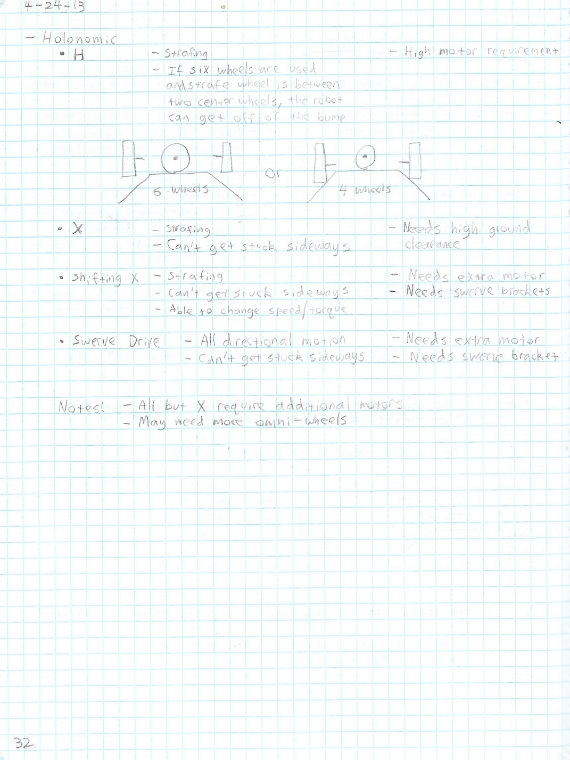 4-24-13
- Holonomic
• H - Strafing - High motor requirement
- If six wheels are used
and strafe wheel is between
two center wheels, the robot
can get off of the bump
6 wheels or 4 wheels
• X - Strafing - Needs high ground
- Can't get stuck sideways clearance
• Shifting X - Strafing - Needs extra motor
- Can't get stuck sideways - Needs swerve brackets
- Able to change speed/torque
• Swerve Drive - All directional motion - Needs extra motor
- Can't get stuck sideways - Needs swerve bracket
Notes: - All but X require additional motors
- May need more omni-wheels
32